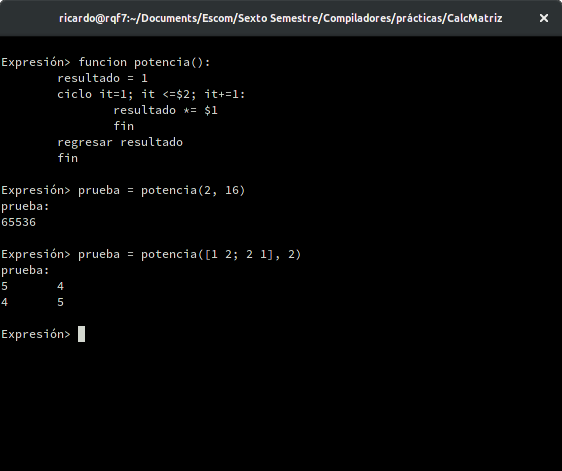 ricardo@rqf7:~/Documents/Escom/Sexto Semestre/Compiladores/prácticas/CalcMatriz
Expresión> funcion potencia():
        resultado = 1
        ciclo it=1; it <=$2; it+=1:
                resultado *= $1
                fin
        regresar resultado
        fin
Expresión> prueba = potencia(2, 16)
prueba:
65536
Expresión> prueba = potencia([1 2; 2 1], 2)
prueba:
5       4
4       5
Expresión>